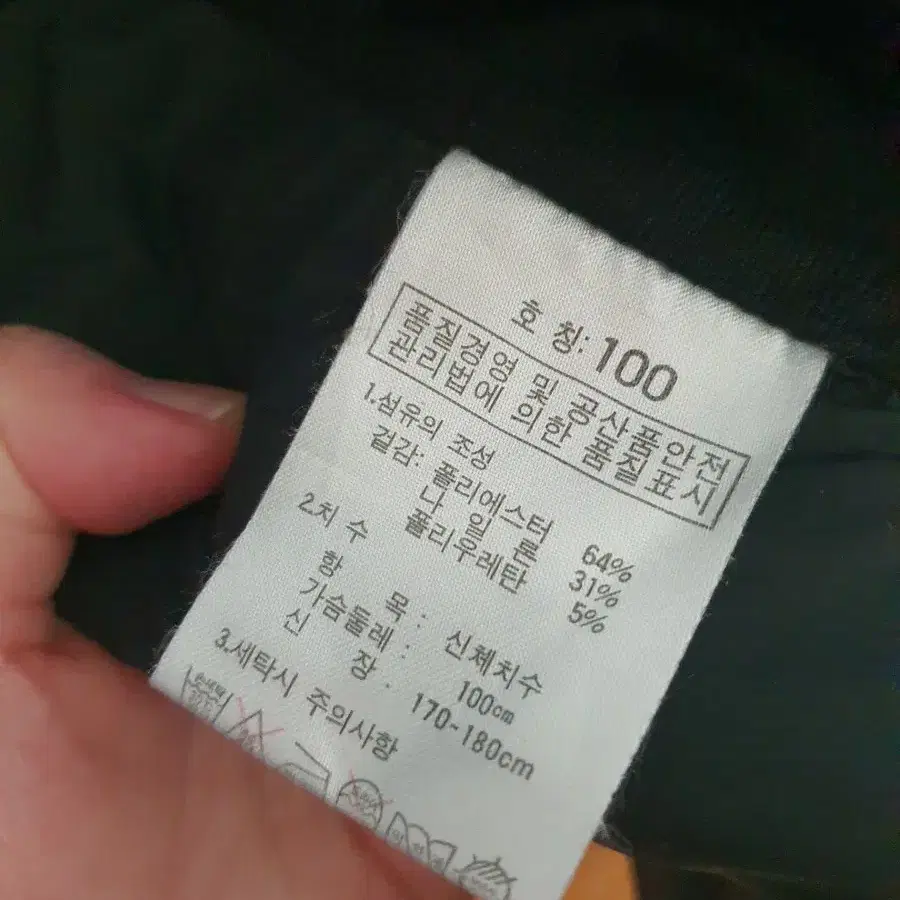 호 칭: 100
품질경영 및 공산품안전
관리법에 의한 품질표시
1.섬유의 조성
겉감: 폴리에스터 64%
나 일 론 31%
폴리우레탄 5%
2.치 수
항 목 : 신체치수
가슴둘레 : 100cm
신 장 : 170~180cm
3.세탁시 주의사항
손세탁